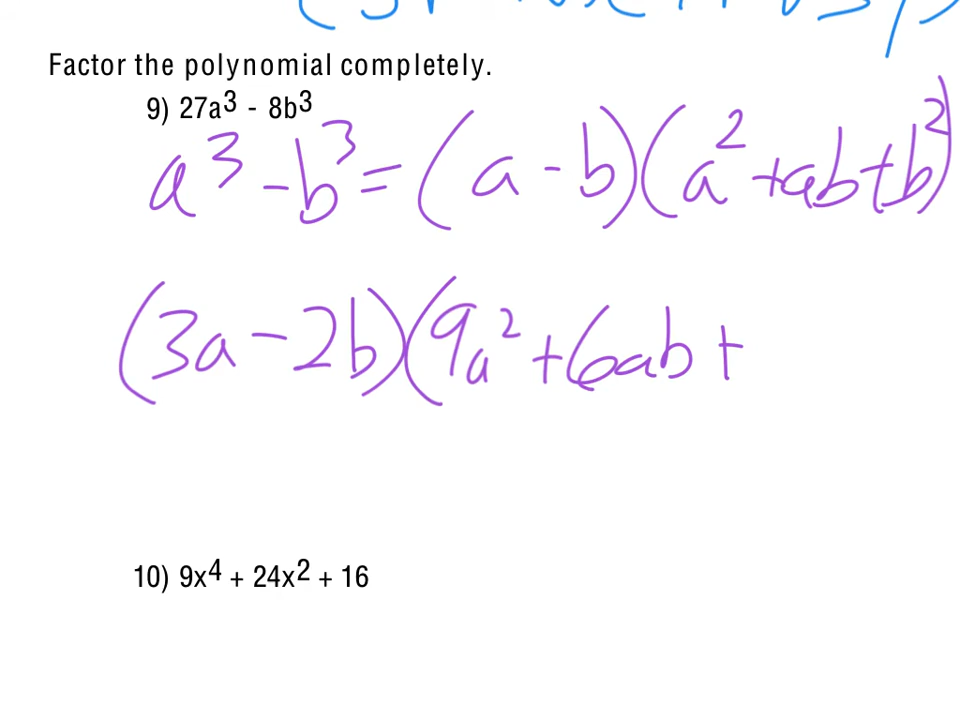 Factor the polynomial completely.
9) 27a³ - 8b³
a³ - b³ = (a - b)(a² + ab + b²)
(3a - 2b)(9a² + 6ab +
10) 9x⁴ + 24x² + 16